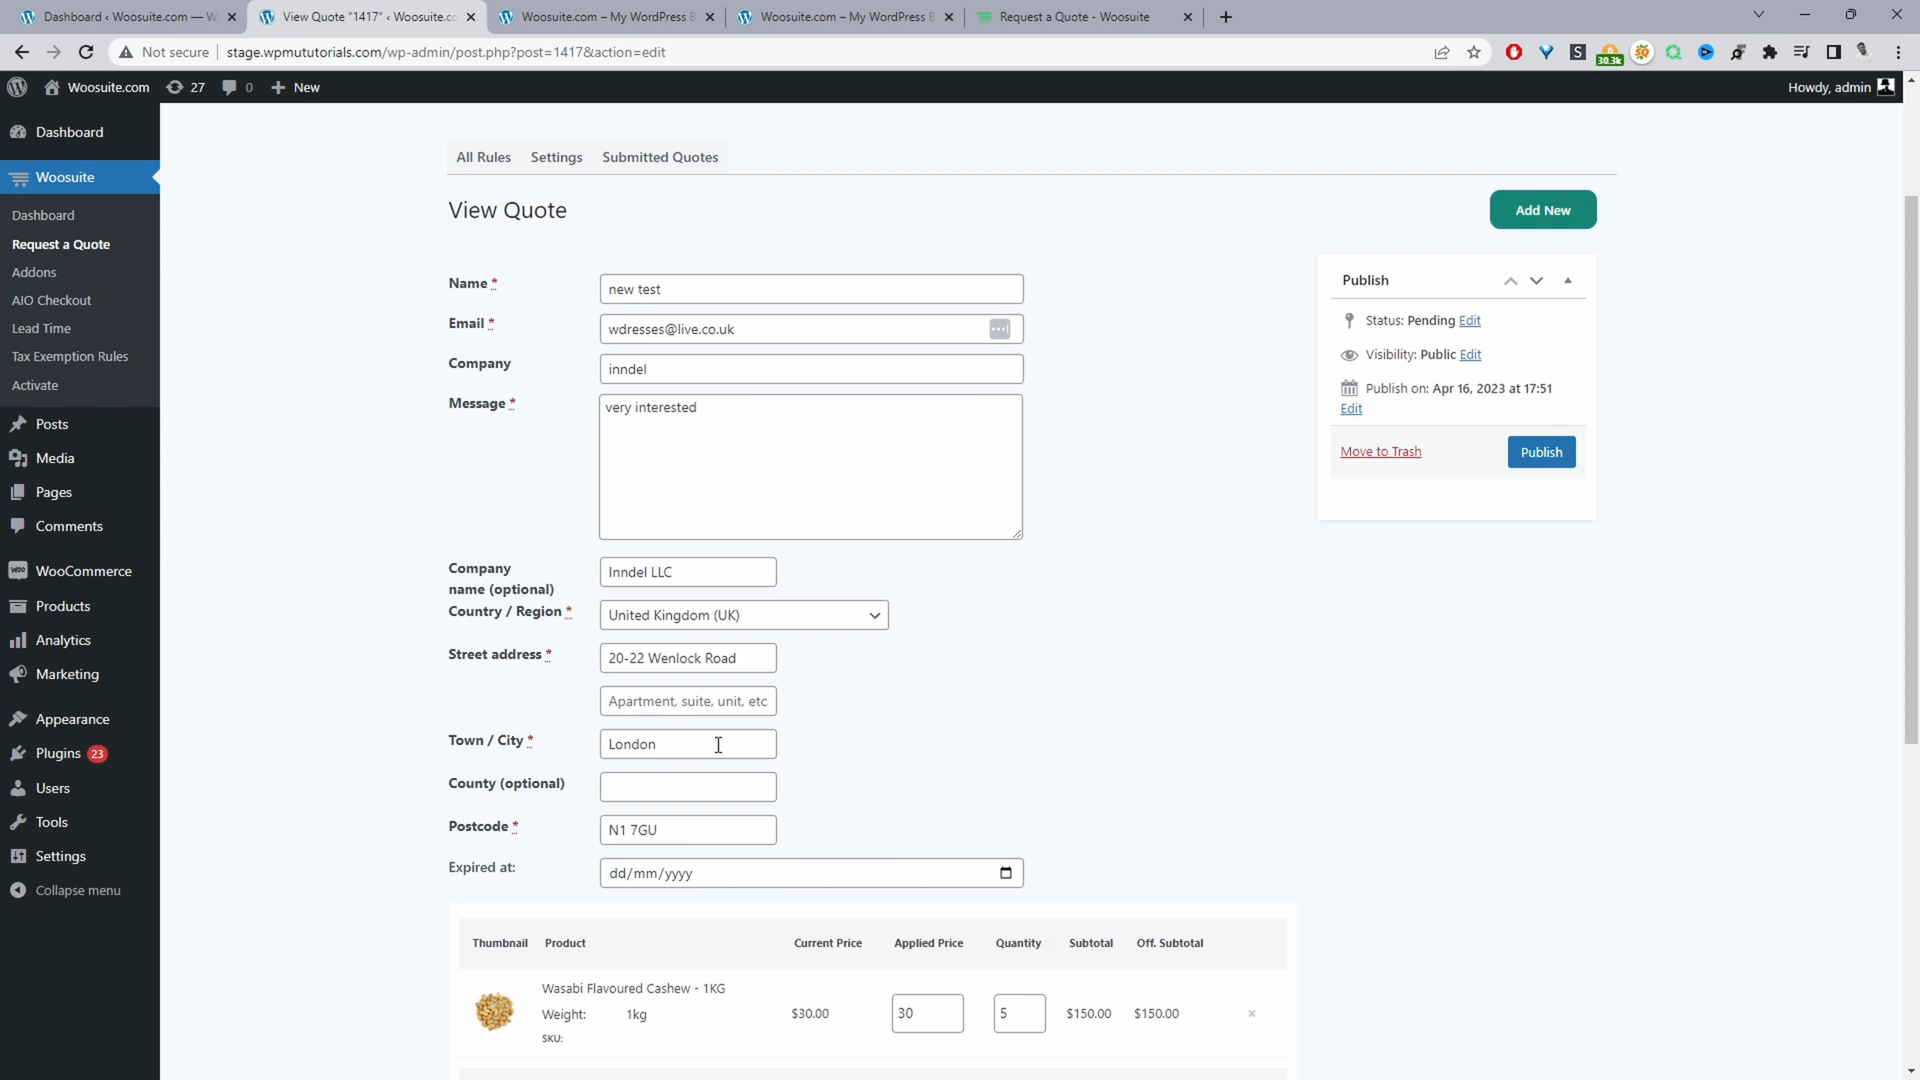 Dashboard ‹ Woosuite.com — W
View Quote "1417" ‹ Woosuite.co
Woosuite.com – My WordPress B
Woosuite.com – My WordPress B
Request a Quote - Woosuite
Not secure
stage.wpmututorials.com/wp-admin/post.php?post=1417&action=edit
30.3k
Woosuite.com
27
0
New
Howdy, admin
Dashboard
Woosuite
Dashboard
Request a Quote
Addons
AIO Checkout
Lead Time
Tax Exemption Rules
Activate
Posts
Media
Pages
Comments
WooCommerce
Products
Analytics
Marketing
Appearance
Plugins 23
Users
Tools
Settings
Collapse menu
All Rules Settings Submitted Quotes
View Quote
Add New
Name * new test
Email * wdresses@live.co.uk
Company inndel
Message * very interested
Company
name (optional) Inndel LLC
Country / Region * United Kingdom (UK)
Street address * 20-22 Wenlock Road
Apartment, suite, unit, etc
Town / City * London
County (optional)
Postcode * N1 7GU
Expired at: dd/mm/yyyy
Publish
Status: Pending Edit
Visibility: Public Edit
Publish on: Apr 16, 2023 at 17:51
Edit
Move to Trash Publish
Thumbnail Product Current Price Applied Price Quantity Subtotal Off. Subtotal
Wasabi Flavoured Cashew - 1KG
Weight: 1kg
SKU:
$30.00 30 5 $150.00 $150.00